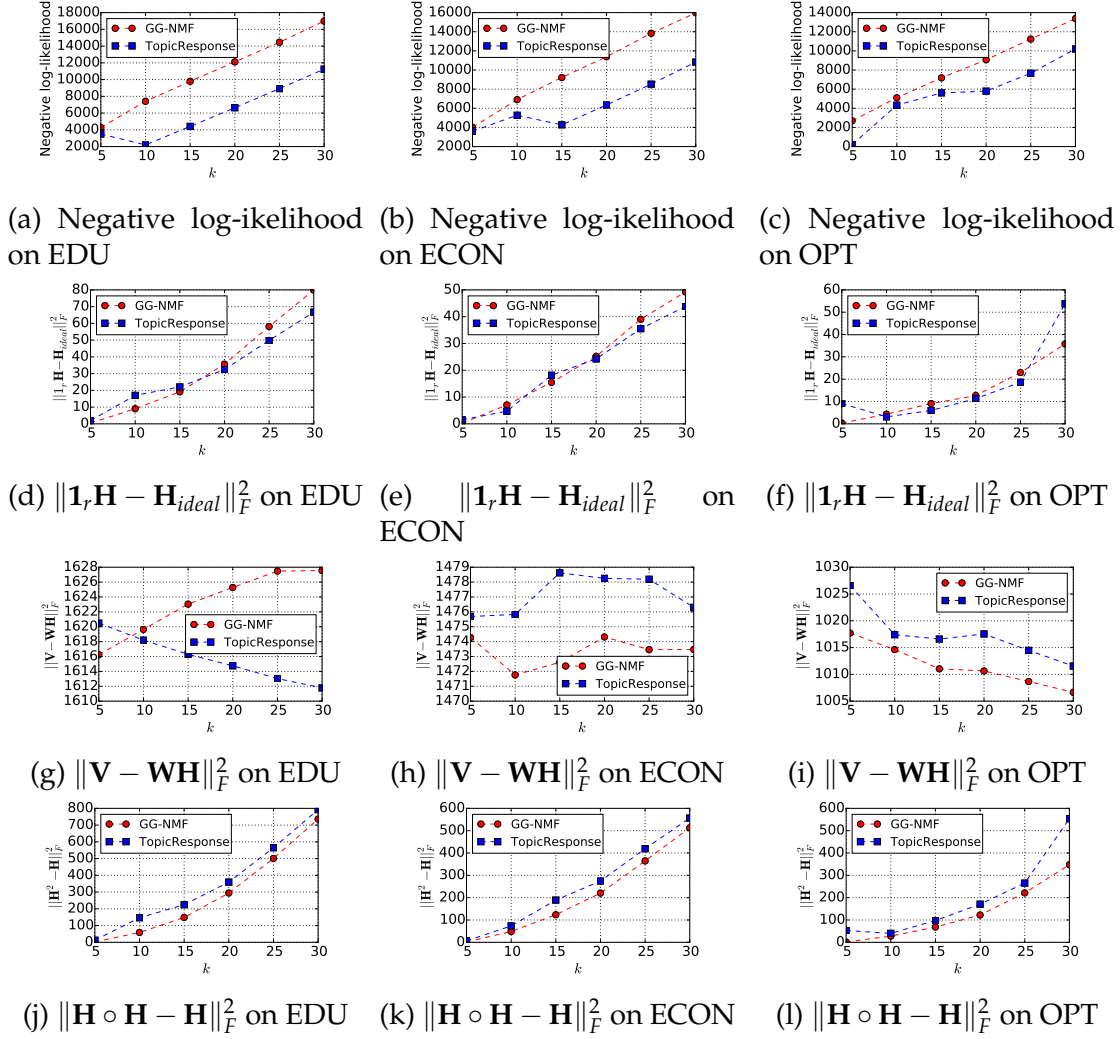 18000
16000
14000
12000
10000
8000
6000
4000
2000
5 10 15 20 25 30
k
Negative log-likelihood
GG-NMF
TopicResponse
16000
14000
12000
10000
8000
6000
4000
2000
5 10 15 20 25 30
k
Negative log-likelihood
GG-NMF
TopicResponse
14000
12000
10000
8000
6000
4000
2000
0
5 10 15 20 25 30
k
Negative log-likelihood
GG-NMF
TopicResponse
(a) Negative log-ikelihood
on EDU
(b) Negative log-ikelihood
on ECON
(c) Negative log-ikelihood
on OPT
80
70
60
50
40
30
20
10
0
5 10 15 20 25 30
k
||1_r H − H_ideal||²_F
GG-NMF
TopicResponse
50
40
30
20
10
0
5 10 15 20 25 30
k
||1_r H − H_ideal||²_F
GG-NMF
TopicResponse
60
50
40
30
20
10
0
5 10 15 20 25 30
k
||1_r H − H_ideal||²_F
GG-NMF
TopicResponse
(d) ‖1_r H − H_ideal‖²_F on EDU
(e) ‖1_r H − H_ideal‖²_F on
ECON
(f) ‖1_r H − H_ideal‖²_F on OPT
1628
1626
1624
1622
1620
1618
1616
1614
1612
1610
5 10 15 20 25 30
k
||V − WH||²_F
GG-NMF
TopicResponse
1479
1478
1477
1476
1475
1474
1473
1472
1471
1470
5 10 15 20 25 30
k
||V − WH||²_F
GG-NMF
TopicResponse
1030
1025
1020
1015
1010
1005
5 10 15 20 25 30
k
||V − WH||²_F
GG-NMF
TopicResponse
(g) ‖V − WH‖²_F on EDU
(h) ‖V − WH‖²_F on ECON
(i) ‖V − WH‖²_F on OPT
800
700
600
500
400
300
200
100
0
5 10 15 20 25 30
k
||H² − H||²_F
GG-NMF
TopicResponse
600
500
400
300
200
100
0
5 10 15 20 25 30
k
||H² − H||²_F
GG-NMF
TopicResponse
600
500
400
300
200
100
0
5 10 15 20 25 30
k
||H² − H||²_F
GG-NMF
TopicResponse
(j) ‖H ∘ H − H‖²_F on EDU
(k) ‖H ∘ H − H‖²_F on ECON
(l) ‖H ∘ H − H‖²_F on OPT